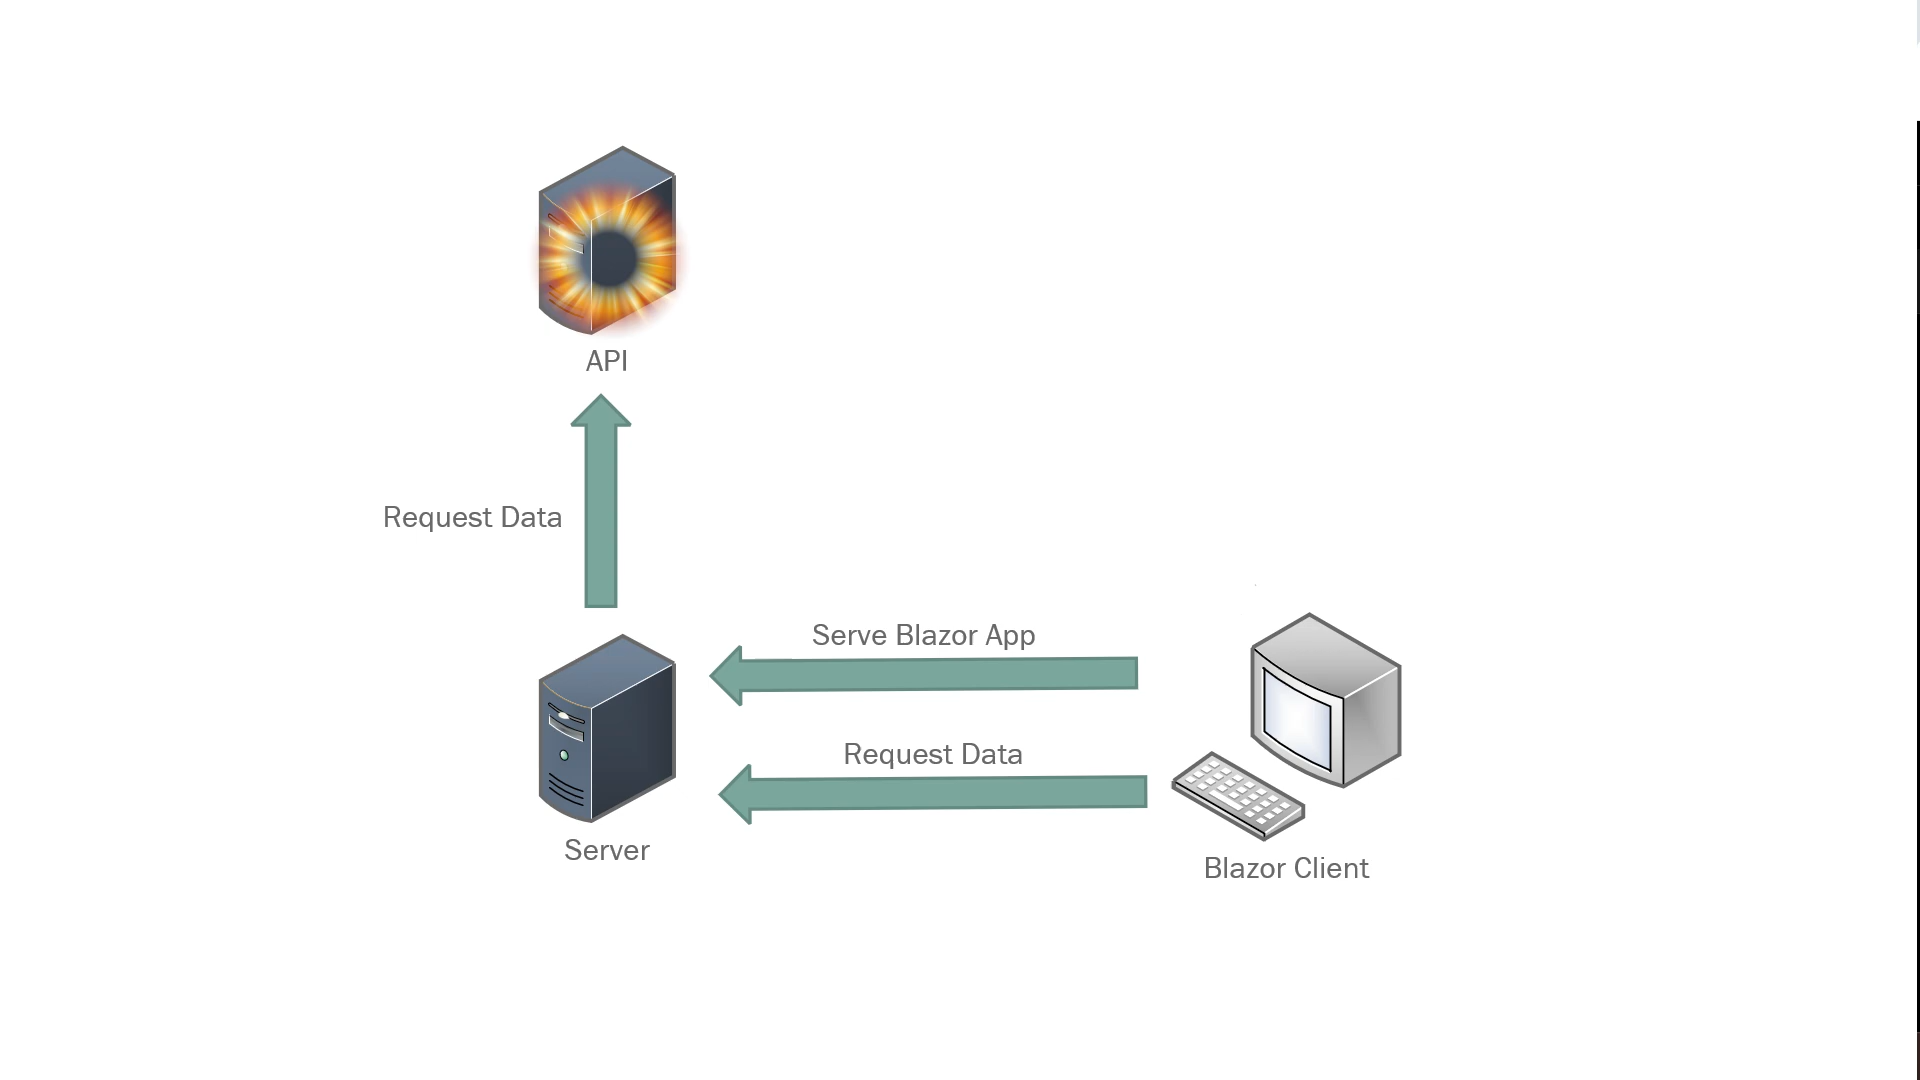 API
Request Data
Serve Blazor App
Request Data
Server
Blazor Client